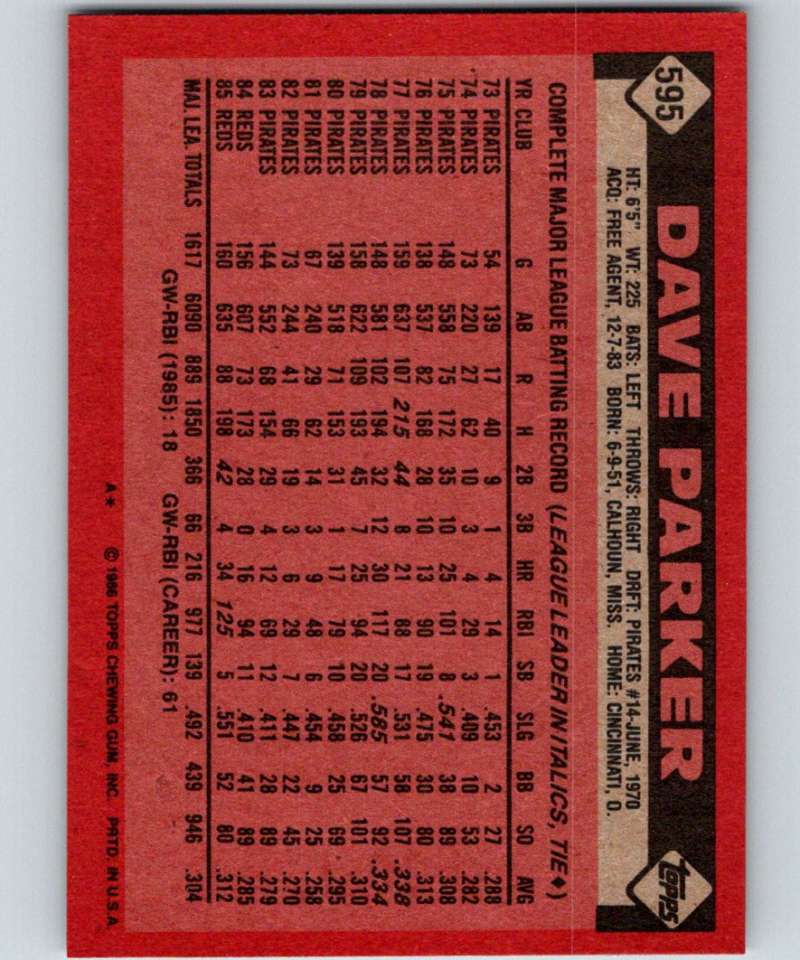 595 DAVE PARKER topps
HT: 6'5" WT: 225 BATS: LEFT THROWS: RIGHT DRFT: PIRATES #14-JUNE, 1970
ACQ: FREE AGENT, 12-7-83 BORN: 6-9-51, CALHOUN, MISS. HOME: CINCINNATI, O.
COMPLETE MAJOR LEAGUE BATTING RECORD (LEAGUE LEADER IN ITALICS, TIE ♦)
YR CLUB G AB R H 2B 3B HR RBI SB SLG BB SO AVG
73 PIRATES 54 139 17 40 9 1 4 14 1 .453 2 27 .288
74 PIRATES 73 220 27 62 10 3 4 29 3 .409 10 53 .282
75 PIRATES 148 558 75 172 35 10 25 101 8 .541 38 89 .308
76 PIRATES 138 537 82 168 28 10 13 90 19 .475 30 80 .313
77 PIRATES 159 637 107 215 44 8 21 88 17 .531 58 107 .338
78 PIRATES 148 581 102 194 32 12 30 117 20 .585 57 92 .334
79 PIRATES 158 622 109 193 45 7 25 94 20 .526 67 101 .310
80 PIRATES 139 518 71 153 31 1 17 79 10 .458 25 69 .295
81 PIRATES 67 240 29 62 14 3 9 48 6 .454 9 25 .258
82 PIRATES 73 244 41 66 19 3 6 29 7 .447 22 45 .270
83 PIRATES 144 552 68 154 29 4 12 69 12 .411 28 89 .279
84 REDS 156 607 73 173 28 0 16 94 11 .410 41 89 .285
85 REDS 160 635 88 198 42 4 34 125 5 .551 52 80 .312
MAJ. LEA. TOTALS 1617 6090 889 1850 366 66 216 977 139 .492 439 946 .304
GW-RBI (1985): 18 GW-RBI (CAREER): 61
A* © 1986 TOPPS CHEWING GUM, INC. PRTD. IN U.S.A.